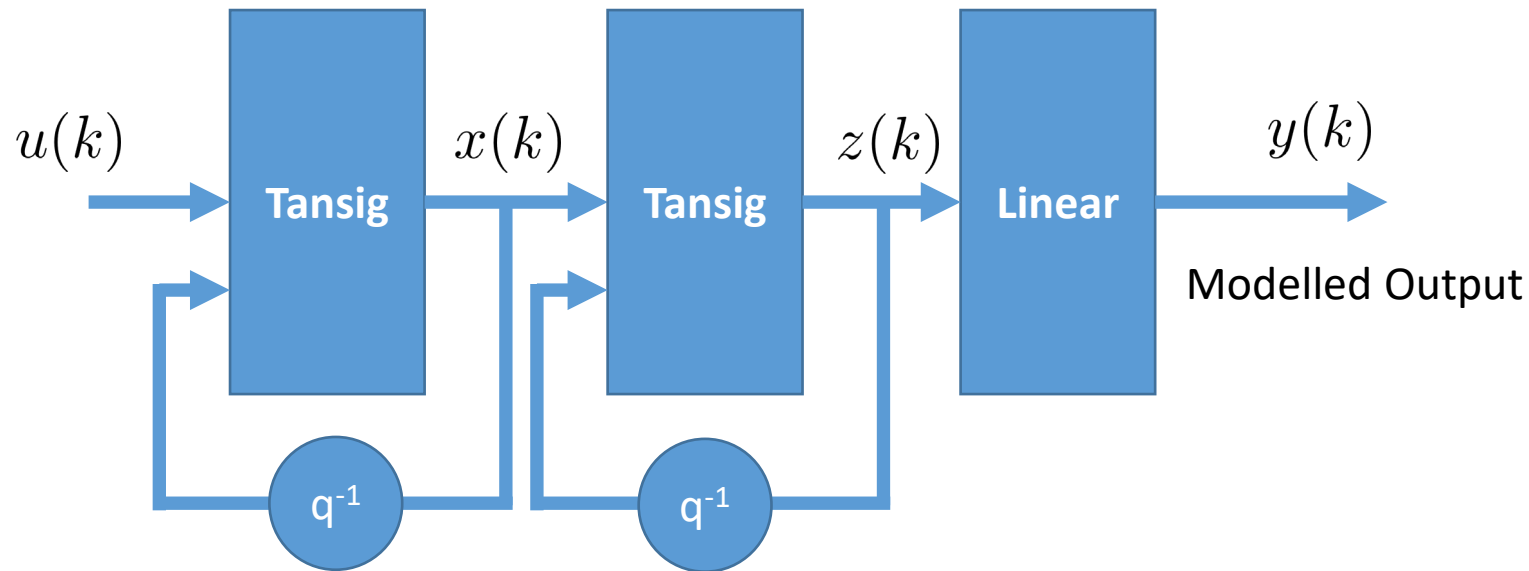 u(k)
Tansig
x(k)
Tansig
z(k)
Linear
y(k)
Modelled Output
q⁻¹
q⁻¹